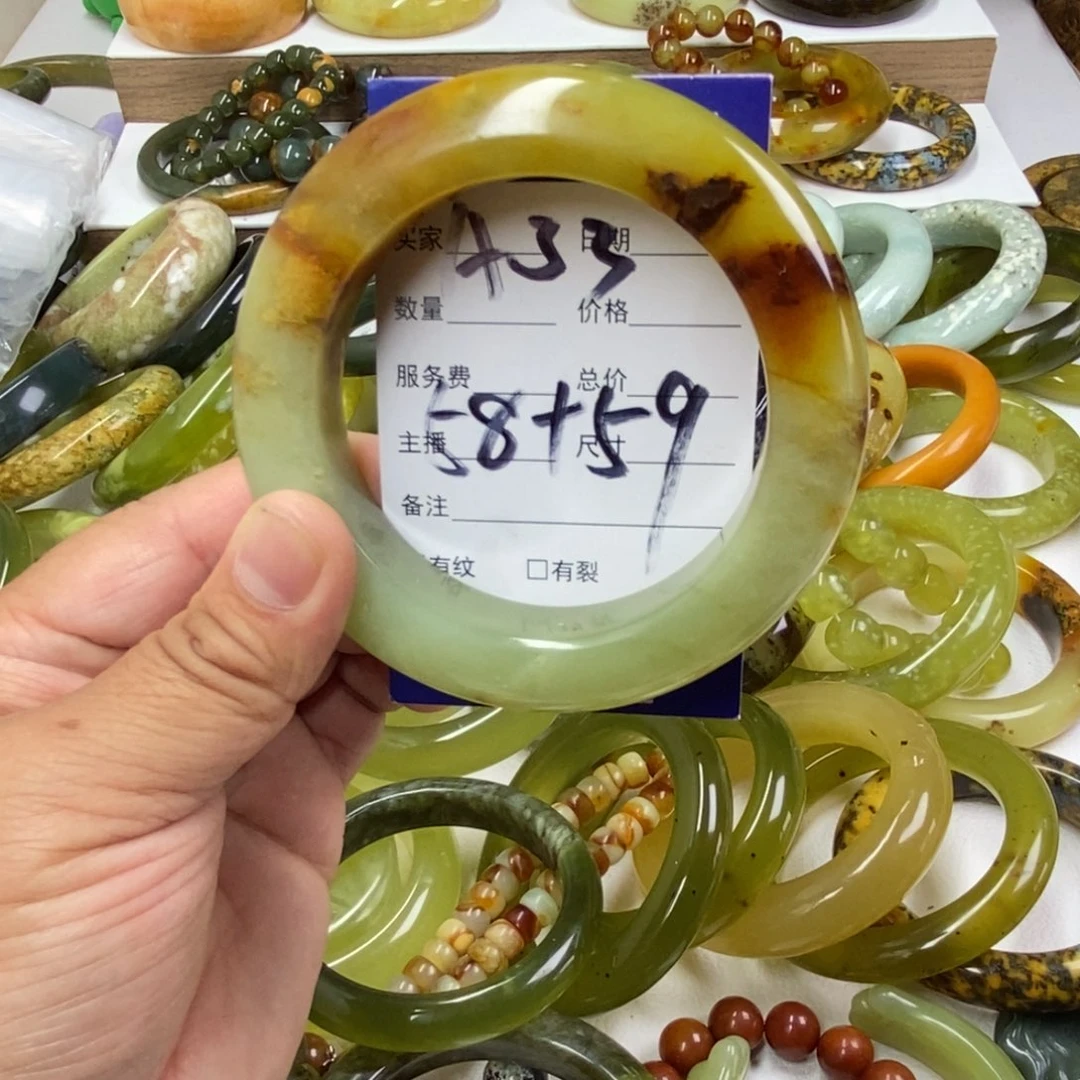 买家 A33 日期
数量 价格
服务费 总价
58+59
主播 尺寸
备注
有纹 □有裂